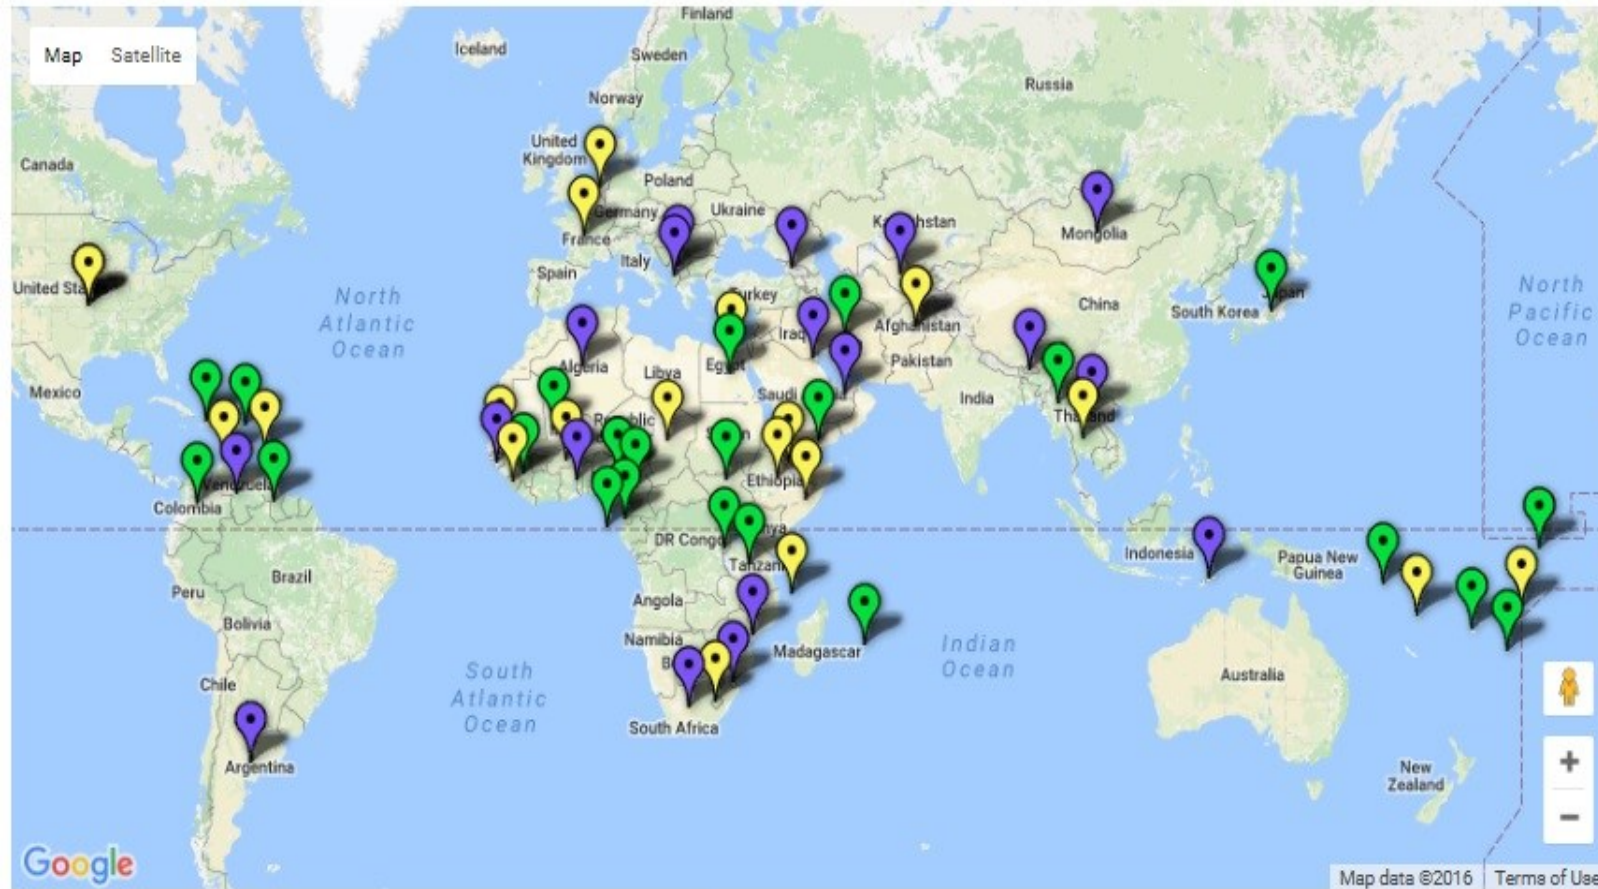 Map Satellite
Finland
Iceland
Sweden
Russia
Norway
United
Kingdom
Canada
Poland
Germany
Ukraine
Mongolia
France
Italy
Spain
North
Atlantic
Ocean
Turkey
China
South Korea
North
Pacific
Ocean
Afghanistan
Iraq
Algeria
Libya
Egypt
Pakistan
Mexico
India
Saudi
Ethiopia
Venezuela
Colombia
DR Congo
Indonesia
Papua New
Guinea
Brazil
Peru
Angola
Bolivia
Namibia
Madagascar
Indian
Ocean
South
Atlantic
Ocean
Chile
Australia
South Africa
Argentina
New
Zealand
Google
Map data ©2016 Terms of Use